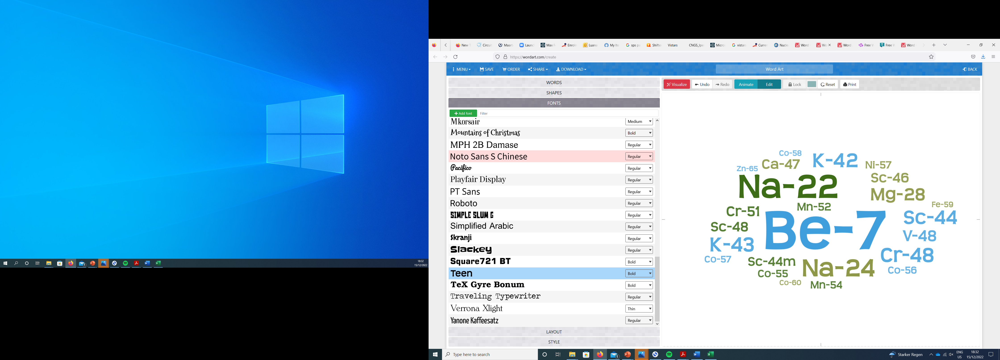 18:32
15/12/2022
New T
Circuit
Maart
Launc
Max F
Enroln
Luana
My Ite
sps pa
Shifte
Vistars
CNGS_Ipe
Micro
vistars
Curre
Nucle
Word
Wo
Word
Free V
Free V
Word
https://wordart.com/create
MENU
SAVE
ORDER
SHARE
DOWNLOAD
Word Art
BACK
WORDS
SHAPES
FONTS
Add font
Filter
Mkorsair Medium
Mountains of Christmas Bold
MPH 2B Damase Regular
Noto Sans S Chinese Regular
Pacifico Regular
Playfair Display Regular
PT Sans Regular
Roboto Regular
SIMPLE SLUM G Regular
Simplified Arabic Regular
Skranji Regular
Slackey Regular
Square721 BT Bold
Teen Bold
TeX Gyre Bonum Bold
Traveling Typewriter Regular
Verrona Xlight Thin
Yanone Kaffeesatz Regular
LAYOUT
STYLE
Visualize
Undo
Redo
Animate
Edit
Lock
Reset
Print
Co-58
Ca-47
K-42
Ni-57
Zn-65
Na-22
Sc-46
Mg-28
Fe-59
Cr-51
Mn-52
Be-7
Sc-44
Sc-48
V-48
K-43
Cr-48
Co-57
Sc-44m
Na-24
Co-56
Co-55
Co-60
Mn-54
Type here to search
Starker Regen
ENG
US
18:32
15/12/2022